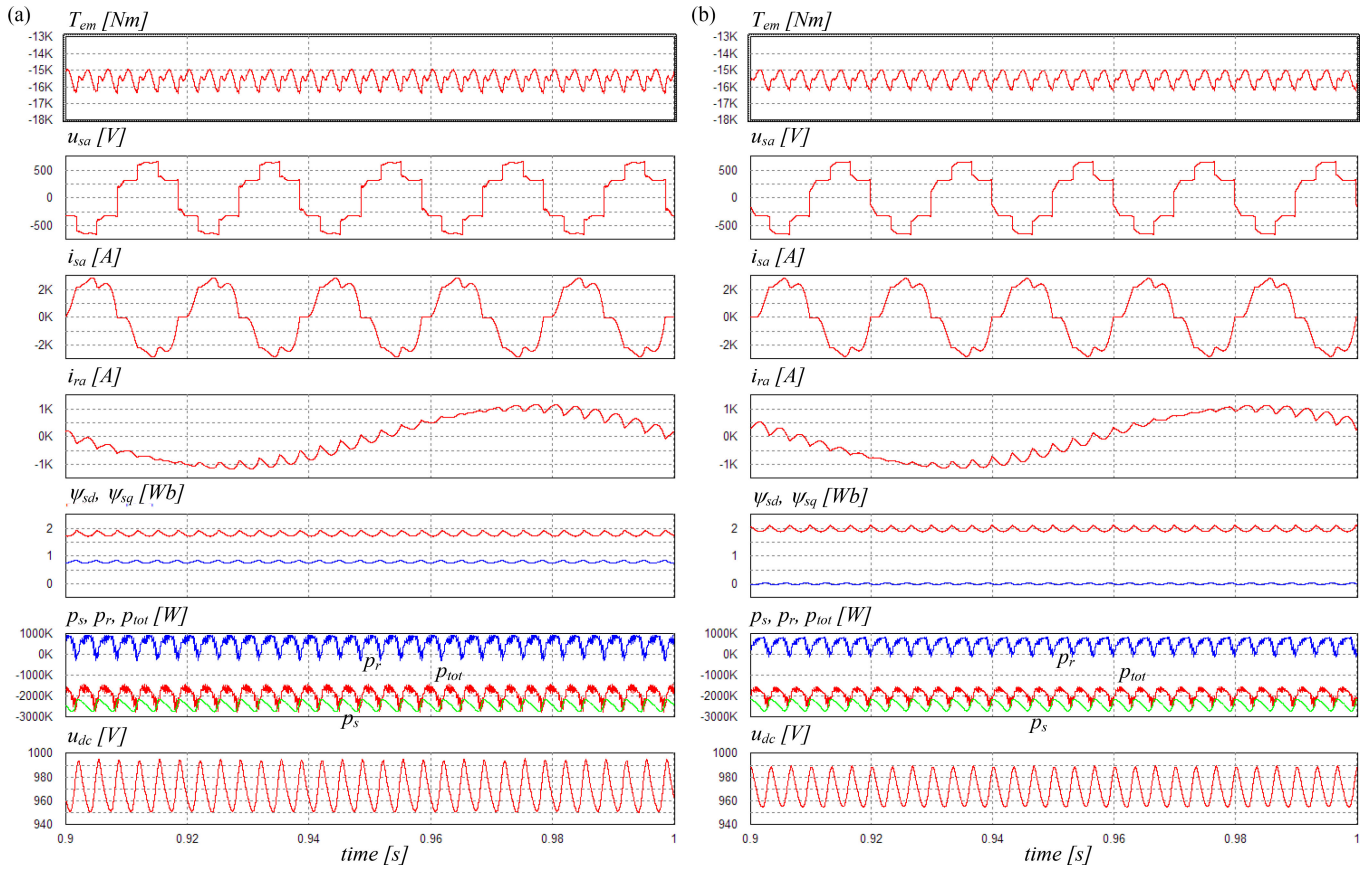 (a)
T_em [Nm]
-13K
-14K
-15K
-16K
-17K
-18K
u_sa [V]
500
0
-500
i_sa [A]
2K
0K
-2K
i_ra [A]
1K
0K
-1K
ψ_sd, ψ_sq [Wb]
2
1
0
p_s, p_r, p_tot [W]
1000K
0K
-1000K
-2000K
-3000K
p_r
p_tot
p_s
u_dc [V]
1000
980
960
940
0.9 0.92 0.94 0.96 0.98 1
time [s]
(b)
T_em [Nm]
-13K
-14K
-15K
-16K
-17K
-18K
u_sa [V]
500
0
-500
i_sa [A]
2K
0K
-2K
i_ra [A]
1K
0K
-1K
ψ_sd, ψ_sq [Wb]
2
1
0
p_s, p_r, p_tot [W]
1000K
0K
-1000K
-2000K
-3000K
p_r
p_tot
p_s
u_dc [V]
1000
980
960
940
0.9 0.92 0.94 0.96 0.98 1
time [s]